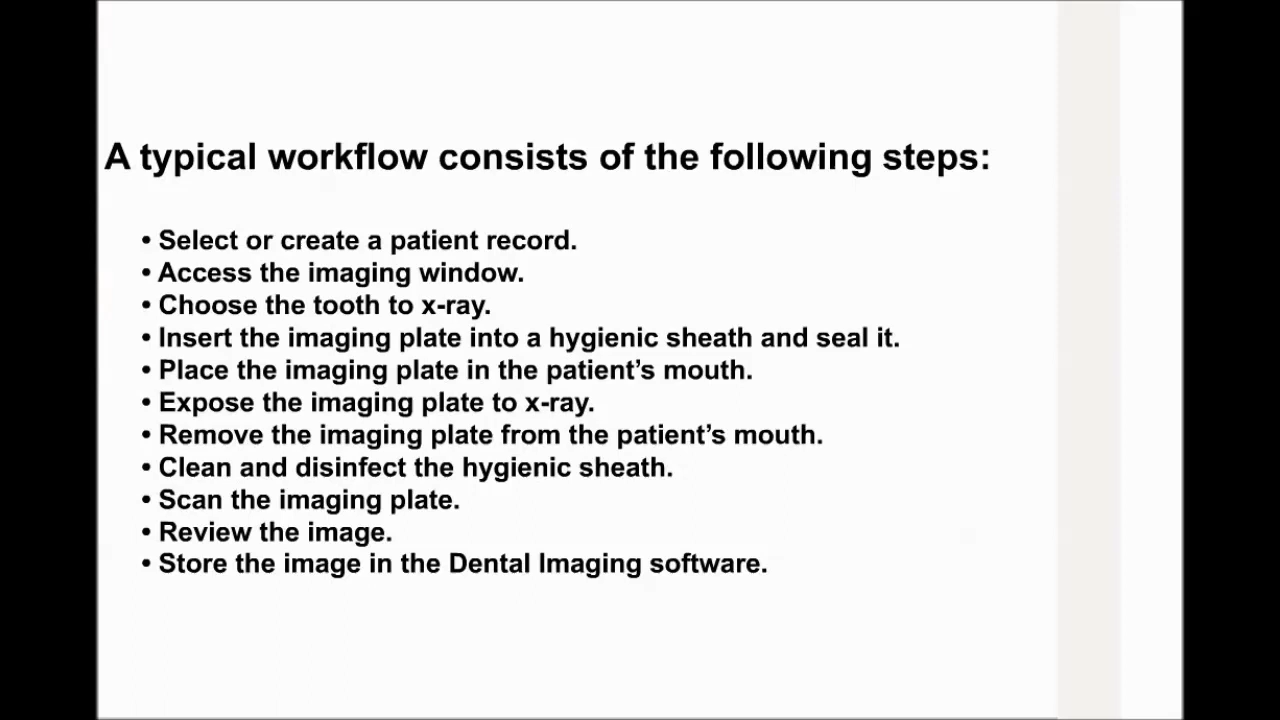 A typical workflow consists of the following steps:
• Select or create a patient record.
• Access the imaging window.
• Choose the tooth to x-ray.
• Insert the imaging plate into a hygienic sheath and seal it.
• Place the imaging plate in the patient’s mouth.
• Expose the imaging plate to x-ray.
• Remove the imaging plate from the patient’s mouth.
• Clean and disinfect the hygienic sheath.
• Scan the imaging plate.
• Review the image.
• Store the image in the Dental Imaging software.